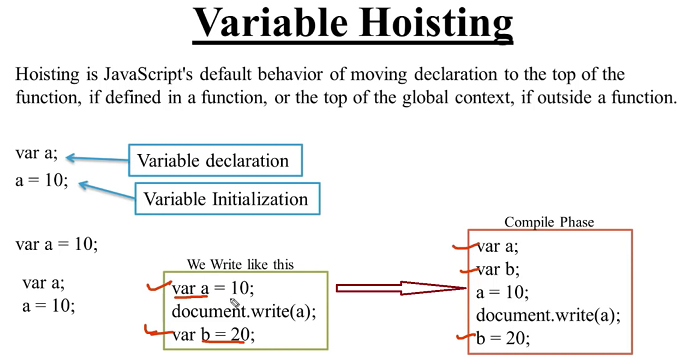 Variable Hoisting
Hoisting is JavaScript's default behavior of moving declaration to the top of the
function, if defined in a function, or the top of the global context, if outside a function.
var a;
Variable declaration
a = 10;
Variable Initialization
var a = 10;
var a;
a = 10;
We Write like this
var a = 10;
document.write(a);
var b = 20;
Compile Phase
var a;
var b;
a = 10;
document.write(a);
b = 20;